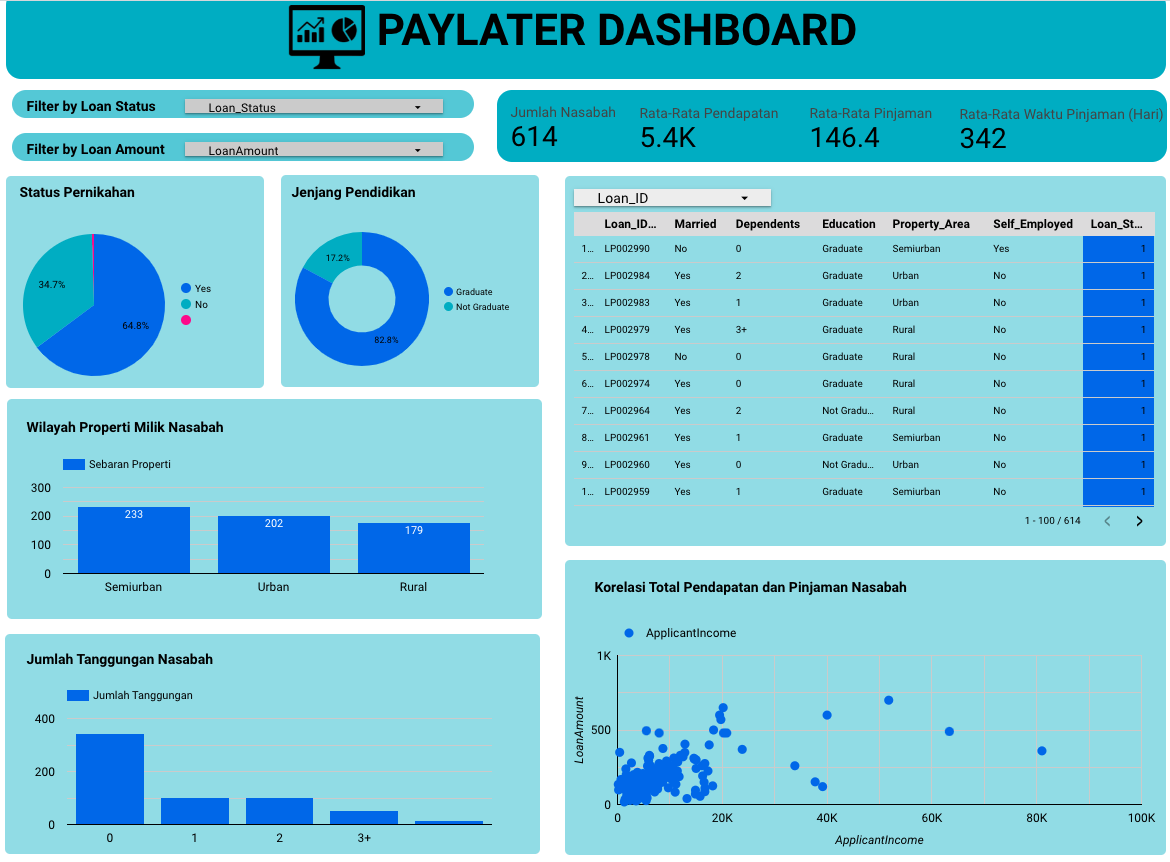 PAYLATER DASHBOARD
Filter by Loan Status
Loan_Status
Filter by Loan Amount
LoanAmount
Jumlah Nasabah
614
Rata-Rata Pendapatan
5.4K
Rata-Rata Pinjaman
146.4
Rata-Rata Waktu Pinjaman (Hari)
342
Status Pernikahan
34.7%
64.8%
Yes
No
Jenjang Pendidikan
17.2%
82.8%
Graduate
Not Graduate
Loan_ID
Loan_ID... Married Dependents Education Property_Area Self_Employed Loan_St...
1... LP002990 No 0 Graduate Semiurban Yes 1
2... LP002984 Yes 2 Graduate Urban No 1
3... LP002983 Yes 1 Graduate Urban No 1
4... LP002979 Yes 3+ Graduate Rural No 1
5... LP002978 No 0 Graduate Rural No 1
6... LP002974 Yes 0 Graduate Rural No 1
7... LP002964 Yes 2 Not Gradu... Rural No 1
8... LP002961 Yes 1 Graduate Semiurban No 1
9... LP002960 Yes 0 Not Gradu... Urban No 1
1... LP002959 Yes 1 Graduate Semiurban No 1
1 - 100 / 614
Wilayah Properti Milik Nasabah
Sebaran Properti
300
200
100
0
233
202
179
Semiurban Urban Rural
Jumlah Tanggungan Nasabah
Jumlah Tanggungan
400
200
0
0 1 2 3+
Korelasi Total Pendapatan dan Pinjaman Nasabah
ApplicantIncome
1K
500
0
LoanAmount
0 20K 40K 60K 80K 100K
ApplicantIncome